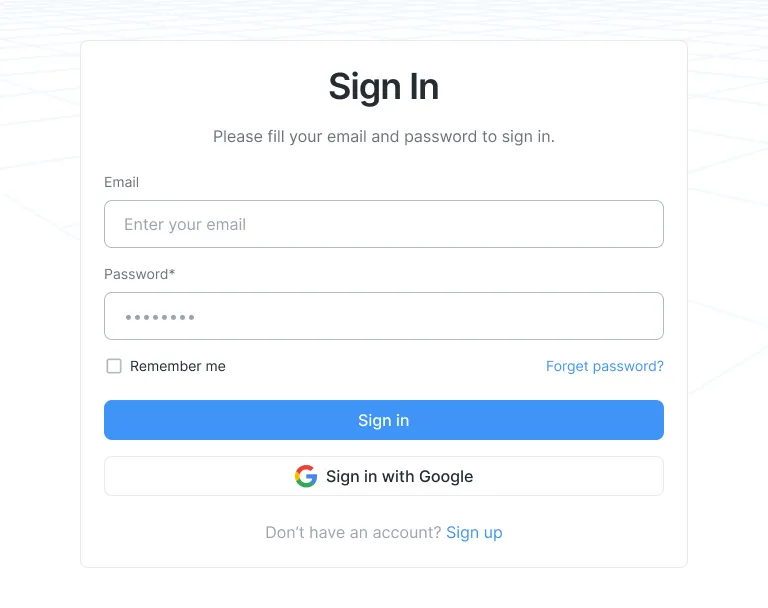 Sign In
Please fill your email and password to sign in.
Email
Enter your email
Password*
••••••••
Remember me Forget password?
Sign in
Sign in with Google
Don’t have an account? Sign up